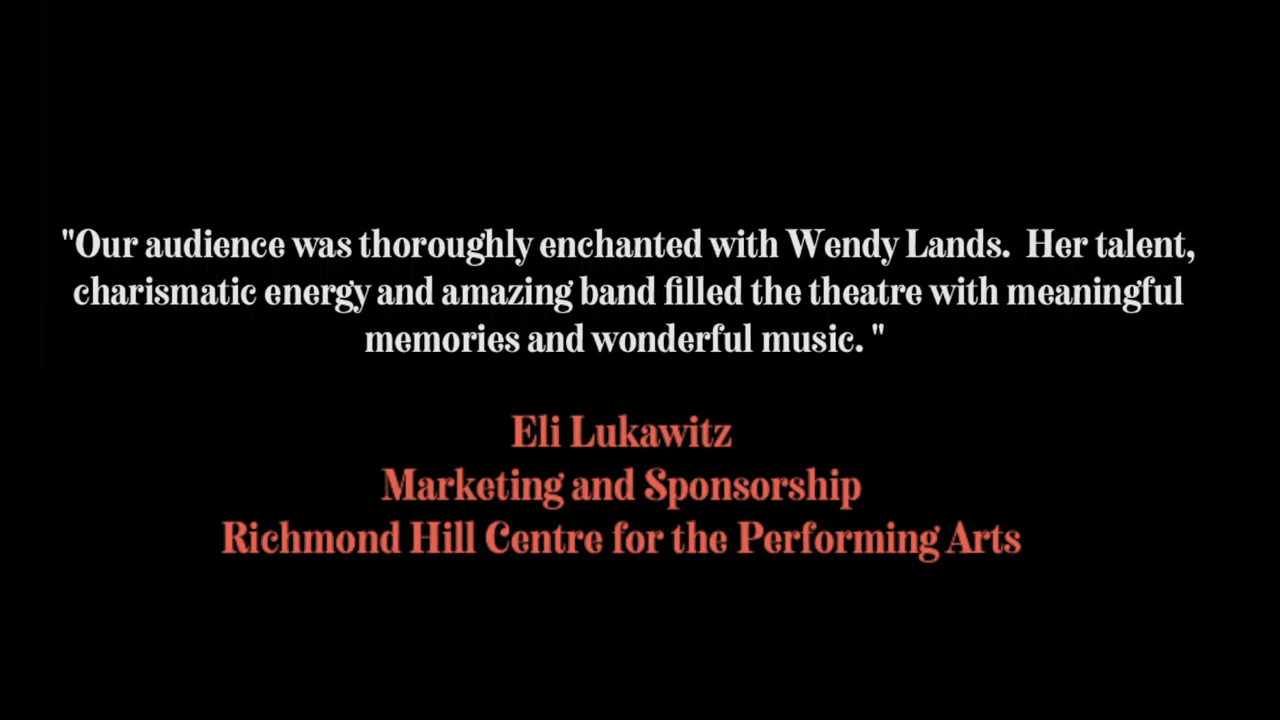 "Our audience was thoroughly enchanted with Wendy Lands.  Her talent,
charismatic energy and amazing band filled the theatre with meaningful
memories and wonderful music. "
Eli Lukawitz
Marketing and Sponsorship
Richmond Hill Centre for the Performing Arts